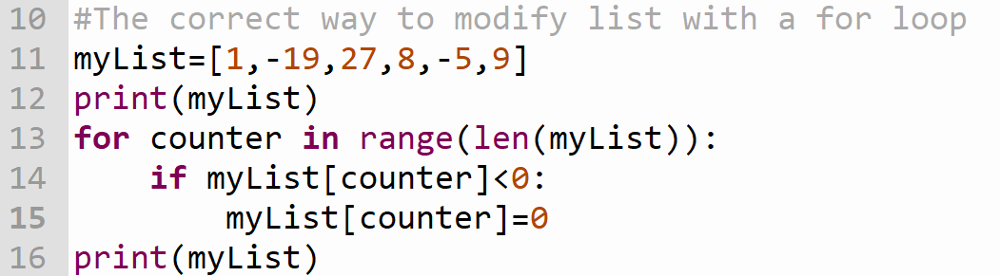 10 #The correct way to modify list with a for loop
11 myList=[1,-19,27,8,-5,9]
12 print(myList)
13 for counter in range(len(myList)):
14     if myList[counter]<0:
15         myList[counter]=0
16 print(myList)